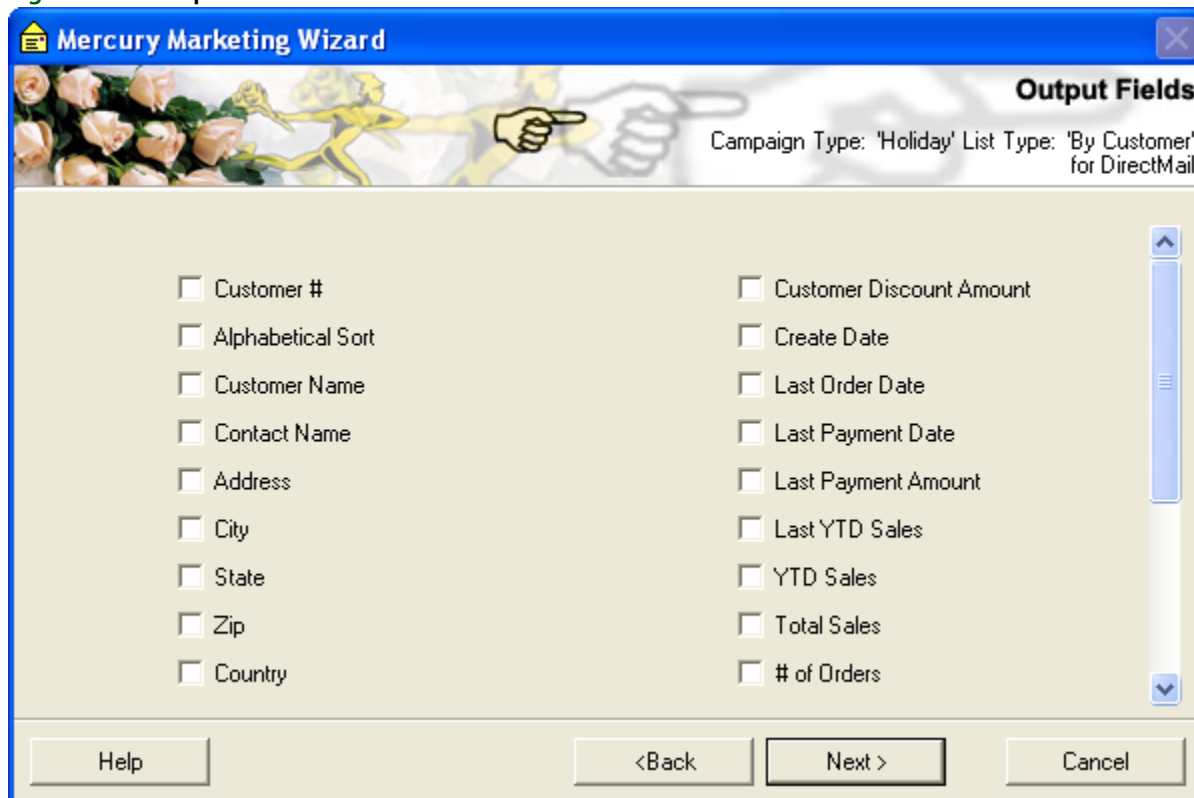 Mercury Marketing Wizard
Output Fields
Campaign Type: 'Holiday' List Type: 'By Customer'
for DirectMail
Customer #
Alphabetical Sort
Customer Name
Contact Name
Address
City
State
Zip
Country
Customer Discount Amount
Create Date
Last Order Date
Last Payment Date
Last Payment Amount
Last YTD Sales
YTD Sales
Total Sales
# of Orders
Help
<Back
Next >
Cancel